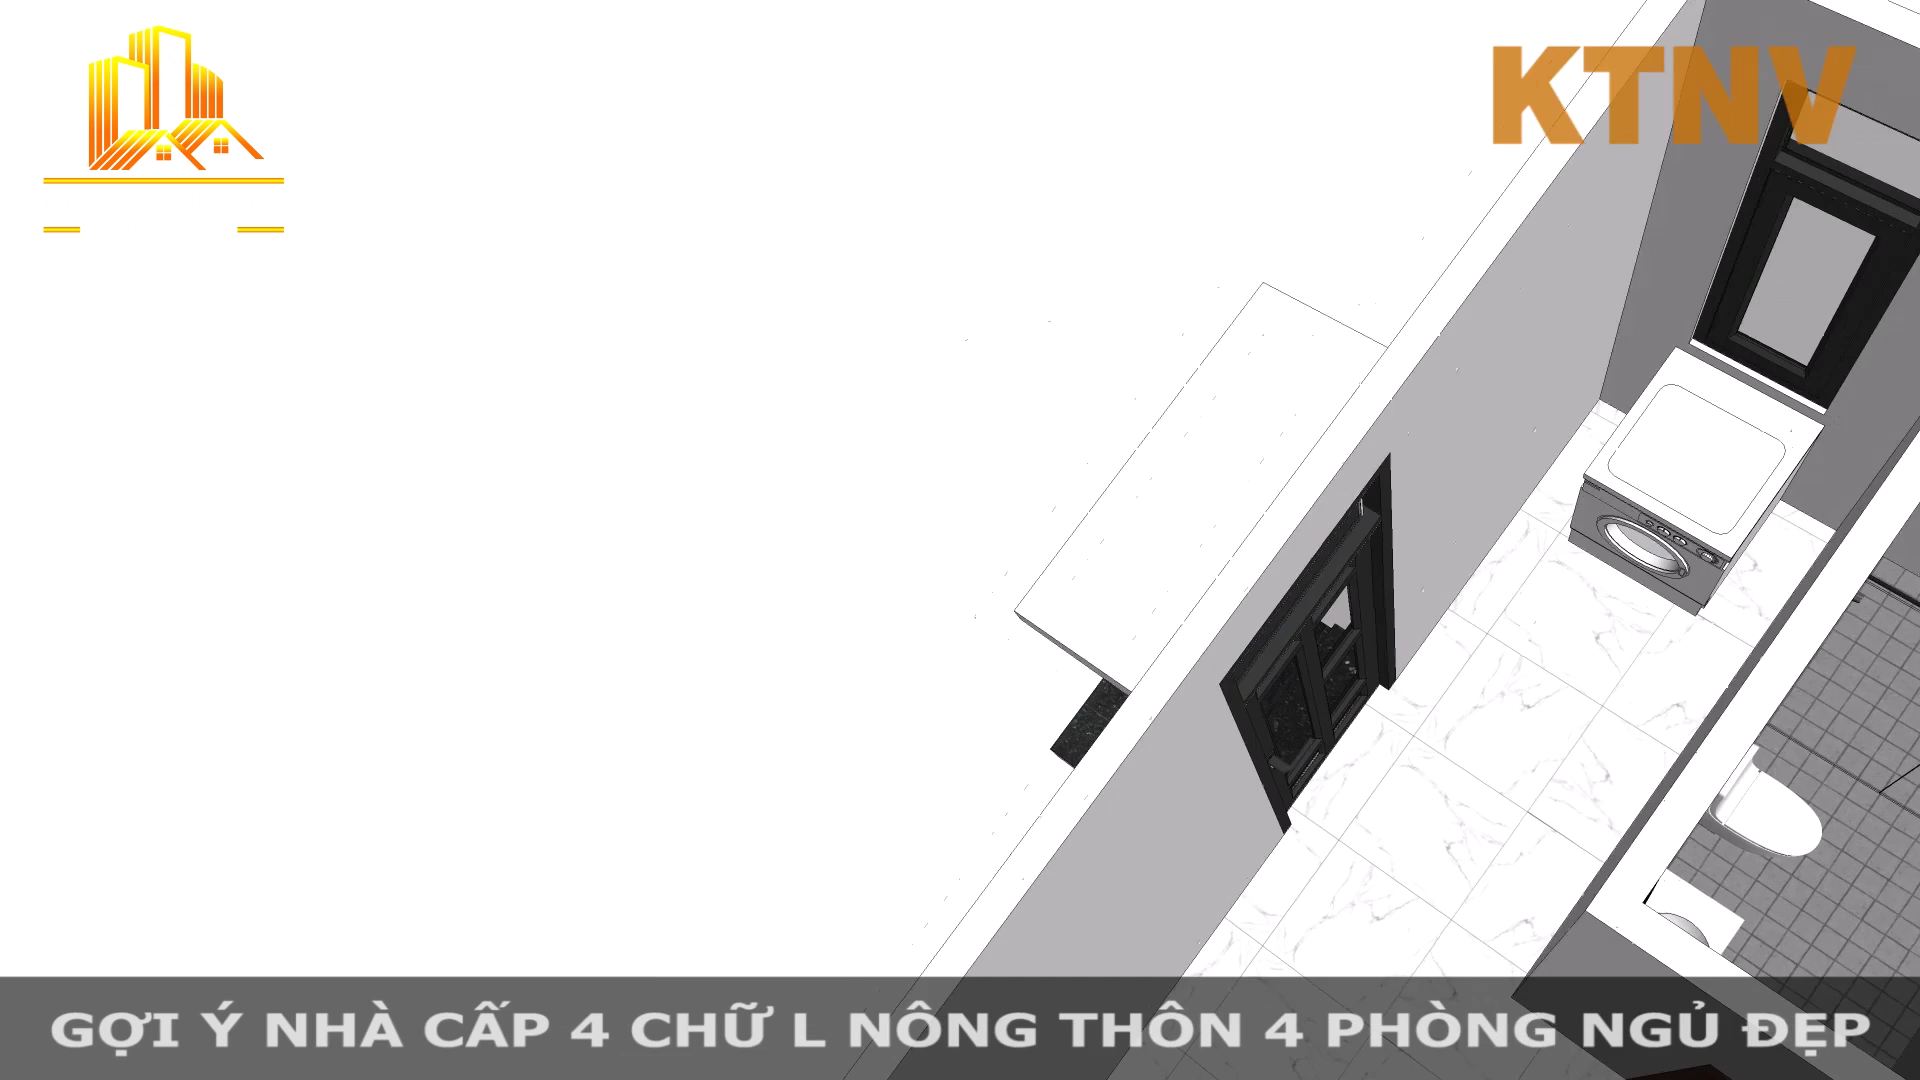 KTNV
GỢI Ý NHÀ CẤP 4 CHỮ L NÔNG THÔN 4 PHÒNG NGỦ ĐẸP